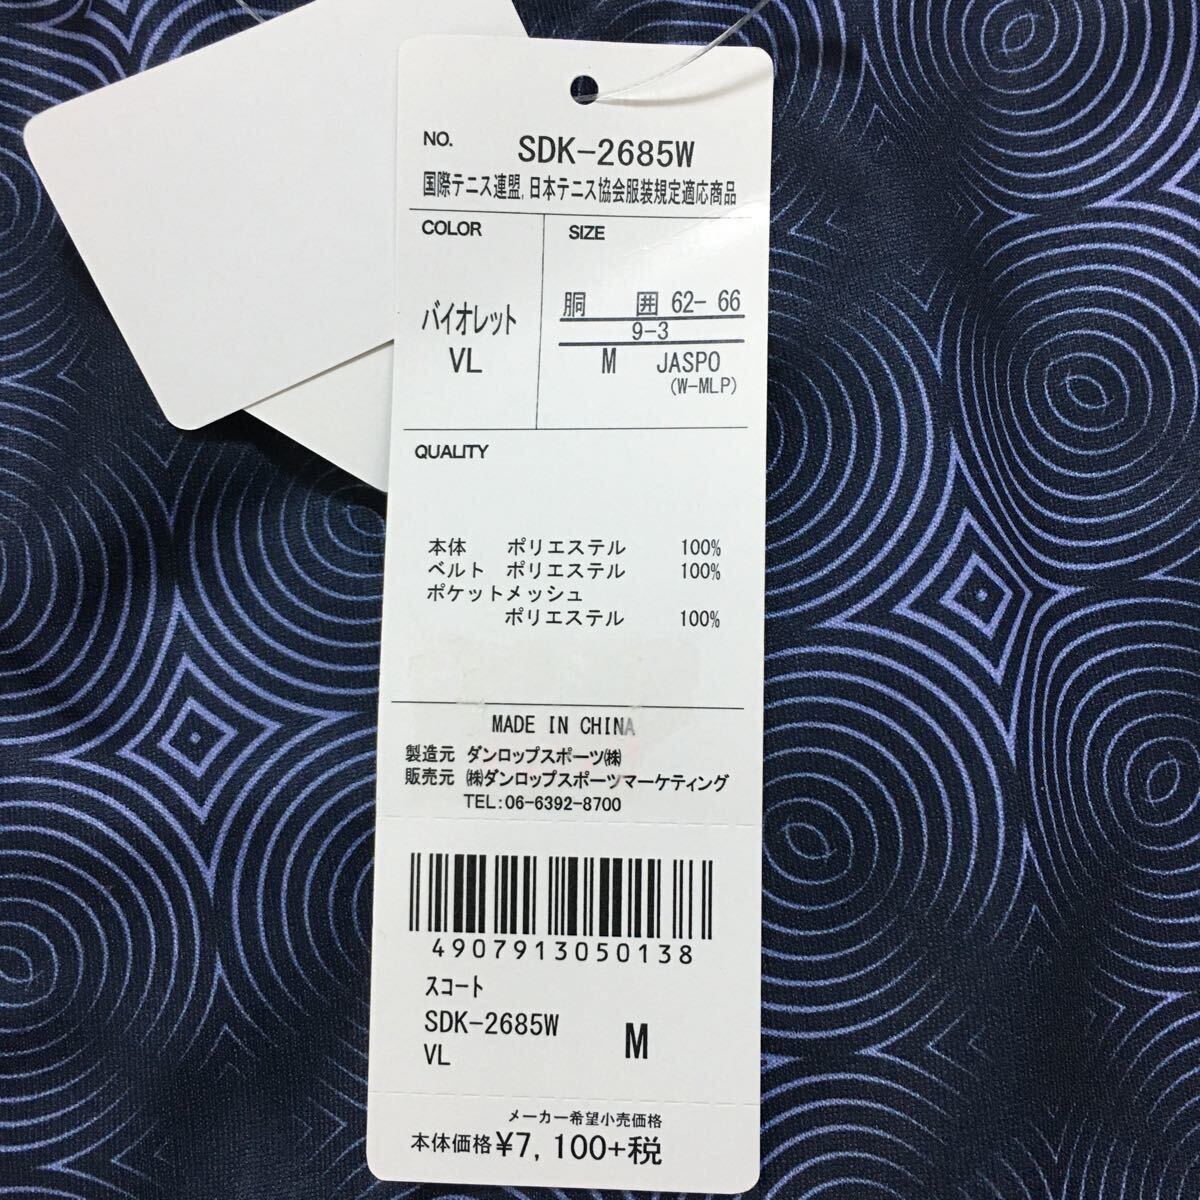 NO. SDK-2685W
国際テニス連盟,日本テニス協会服装規定適応商品
COLOR
バイオレット
VL
SIZE
胴 囲 62- 66
9-3
M JASPO
(W-MLP)
QUALITY
本体 ポリエステル 100%
ベルト ポリエステル 100%
ポケットメッシュ
ポリエステル 100%
MADE IN CHINA
製造元 ダンロップスポーツ㈱
販売元 ㈱ダンロップスポーツマーケティング
TEL:06-6392-8700
4907913050138
スコート
SDK-2685W
VL
M
メーカー希望小売価格
本体価格¥7,100+税